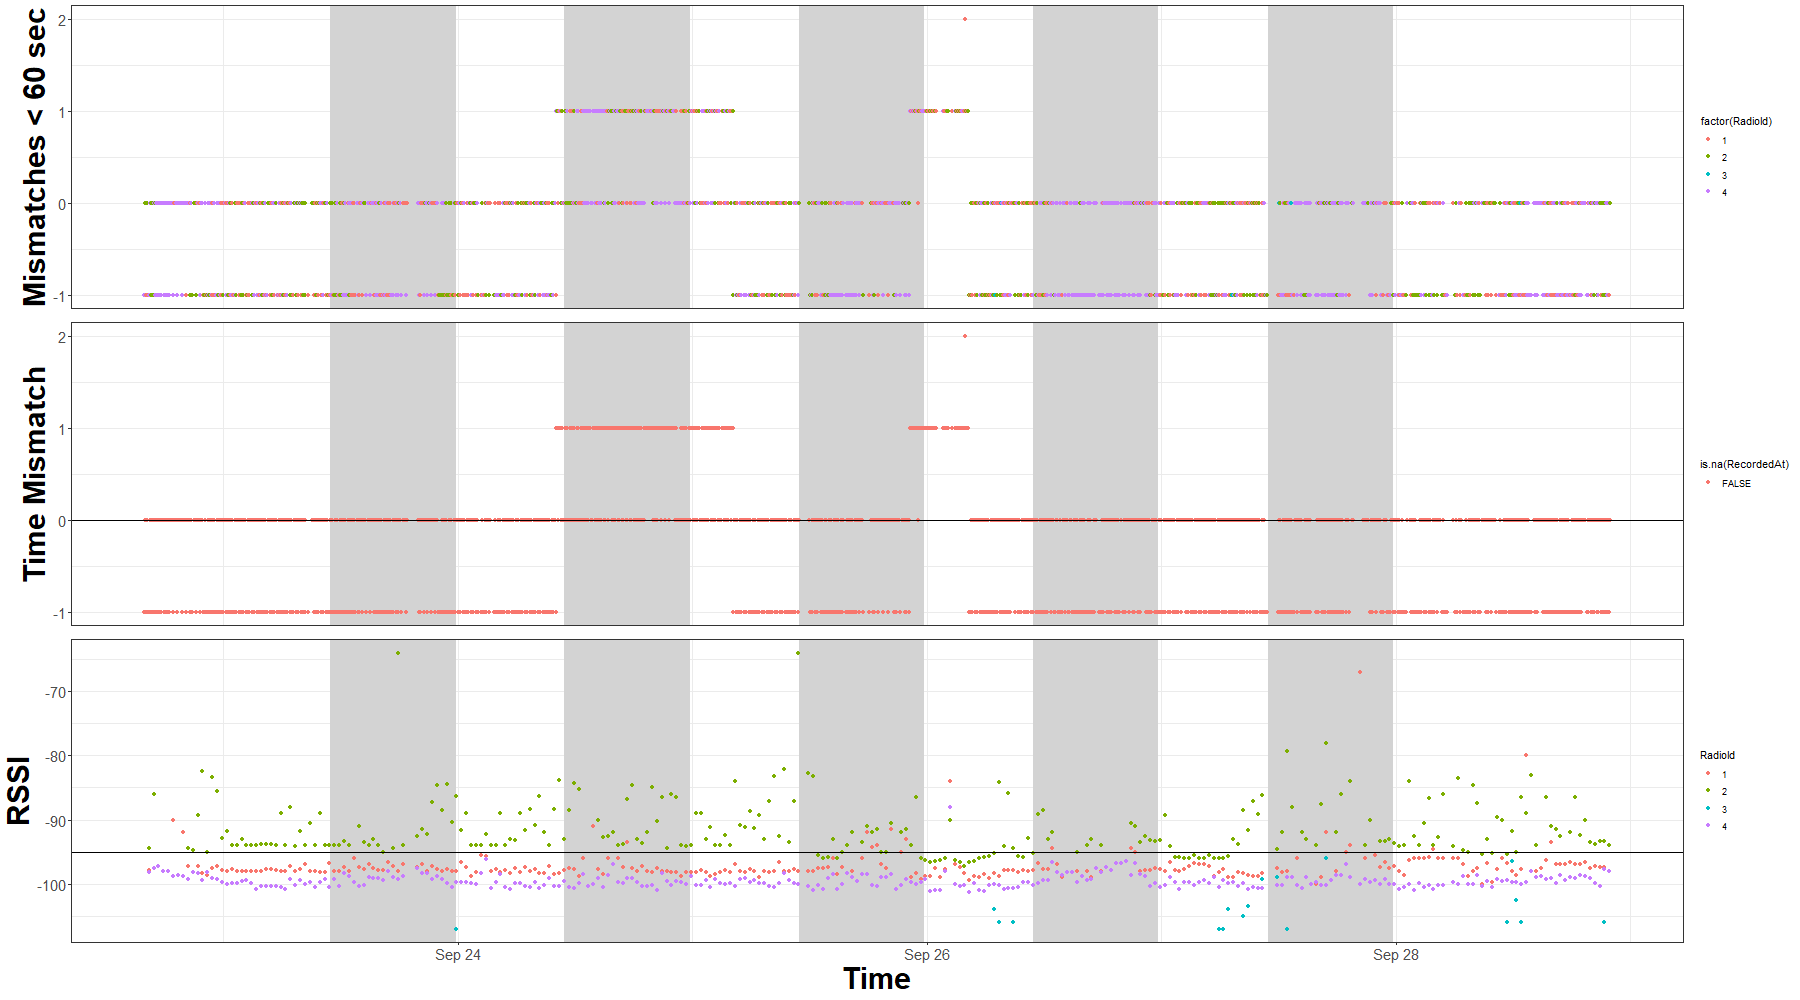 Mismatches < 60 sec
2
1
0
-1
factor(RadioId)
1
2
3
4
Time Mismatch
2
1
0
-1
is.na(RecordedAt)
FALSE
RSSI
-70
-80
-90
-100
RadioId
1
2
3
4
Sep 24
Sep 26
Sep 28
Time